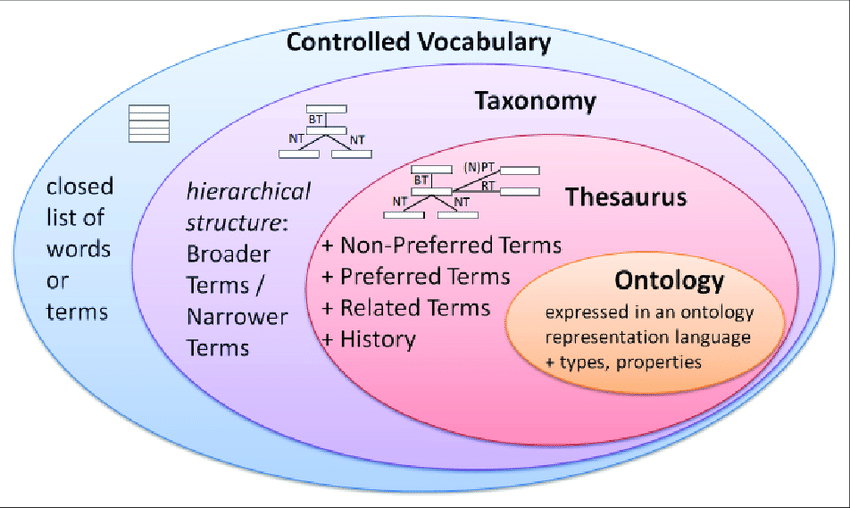 Controlled Vocabulary
Taxonomy
BT
NT
NT
(N)PT
BT
RT
NT
NT
Thesaurus
closed
list of
words
or
terms
hierarchical
structure:
Broader
Terms /
Narrower
Terms
+ Non-Preferred Terms
+ Preferred Terms
+ Related Terms
+ History
Ontology
expressed in an ontology
representation language
+ types, properties